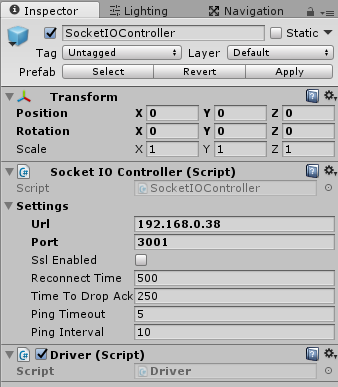 Inspector Lighting Navigation
SocketIOController Static
Tag Untagged Layer Default
Prefab Select Revert Apply
Transform
Position X 0 Y 0 Z 0
Rotation X 0 Y 0 Z 0
Scale X 1 Y 1 Z 1
Socket IO Controller (Script)
Script SocketIOController
Settings
Url 192.168.0.38
Port 3001
Ssl Enabled
Reconnect Time 500
Time To Drop Ack 250
Ping Timeout 5
Ping Interval 10
Driver (Script)
Script Driver